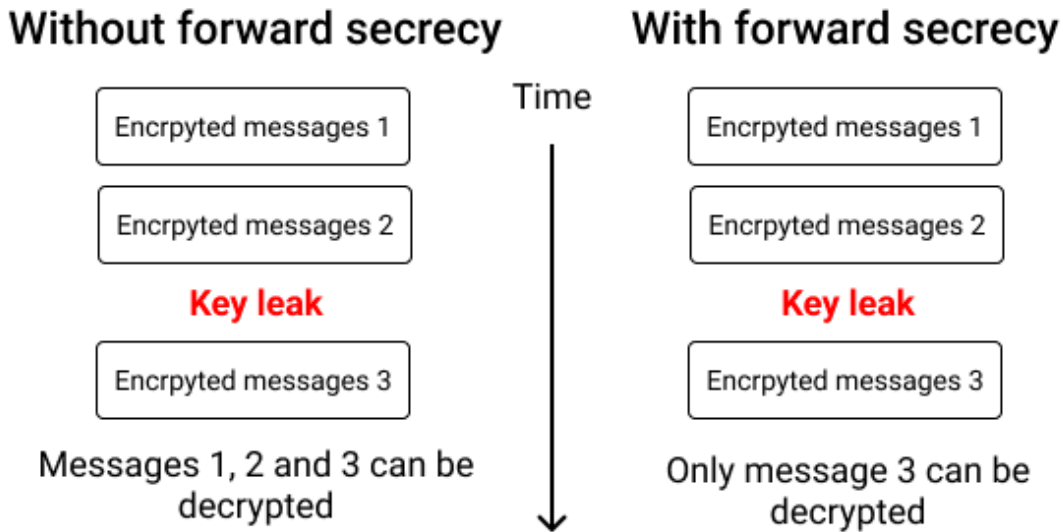 Without forward secrecy
Encrpyted messages 1
Encrpyted messages 2
Key leak
Encrpyted messages 3
Messages 1, 2 and 3 can be
decrypted
Time
With forward secrecy
Encrpyted messages 1
Encrpyted messages 2
Key leak
Encrpyted messages 3
Only message 3 can be
decrypted